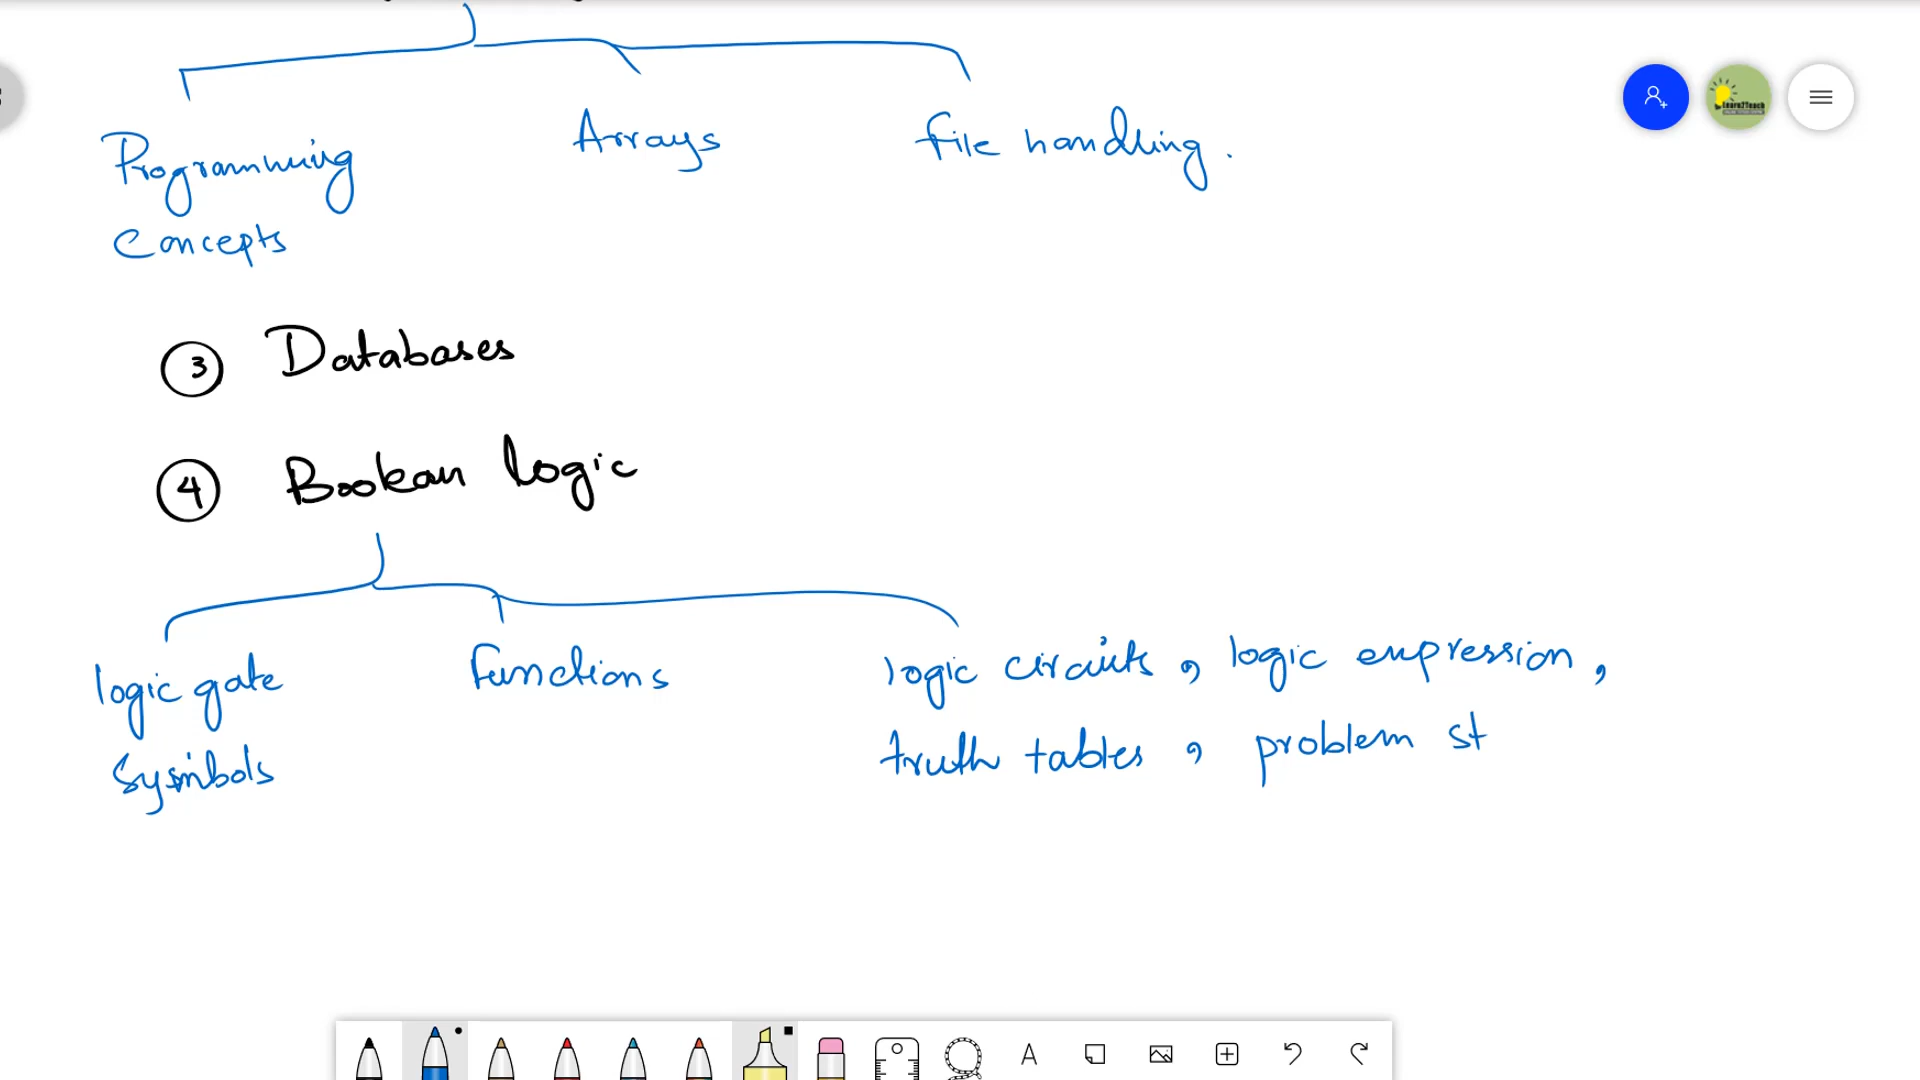 Programming Arrays File handling.
Concepts
3 Databases
4 Boolean logic
logic gate Functions logic circuits, logic expression,
Symbols truth tables, problem st
Learn2Teach
A